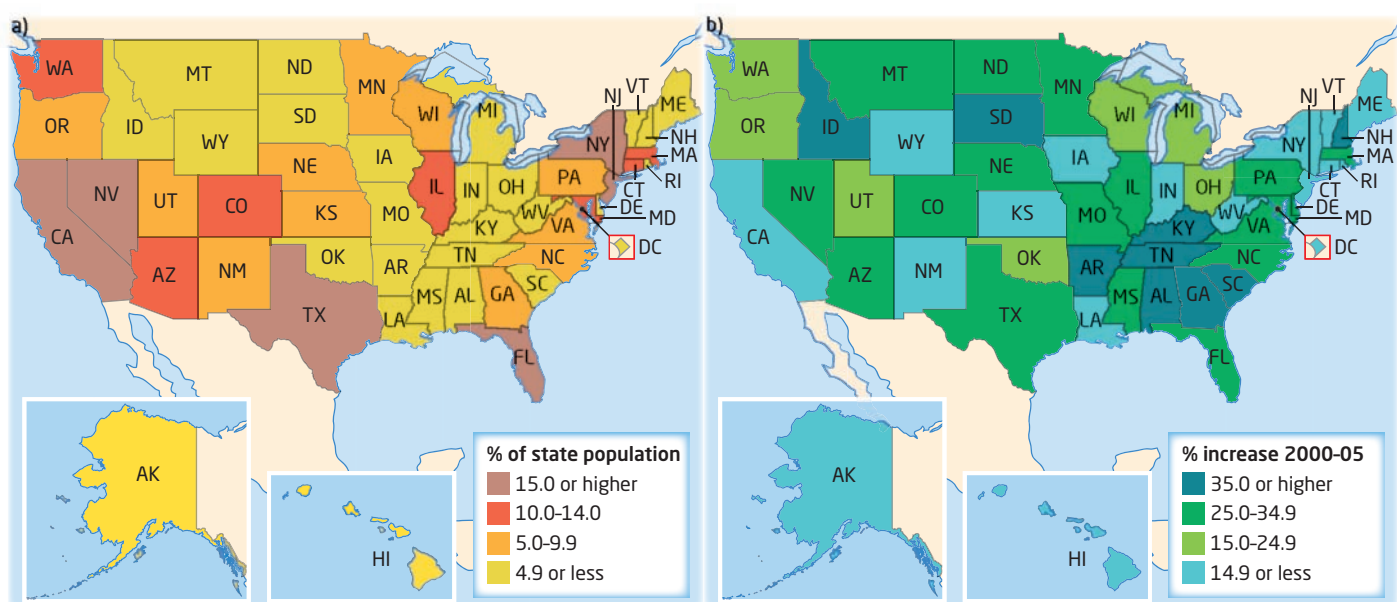 a)
WA
MT
ND
MN
VT
ME
NJ
OR
ID
SD
WI
MI
NH
WY
NY
MA
IA
NE
PA
RI
CT
NV
UT
CO
IL
IN
OH
DE
MD
KS
MO
WV
VA
DC
CA
KY
AZ
NM
OK
AR
TN
NC
SC
TX
MS
AL
GA
LA
FL
AK
HI
% of state population
15.0 or higher
10.0–14.0
5.0–9.9
4.9 or less
b)
WA
MT
ND
MN
VT
ME
NJ
OR
ID
SD
WI
MI
NH
WY
NY
MA
IA
NE
PA
RI
CT
NV
UT
CO
IL
IN
OH
DE
MD
KS
MO
WV
VA
DC
CA
KY
AZ
NM
OK
AR
TN
NC
SC
TX
MS
AL
GA
LA
FL
AK
HI
% increase 2000–05
35.0 or higher
25.0–34.9
15.0–24.9
14.9 or less